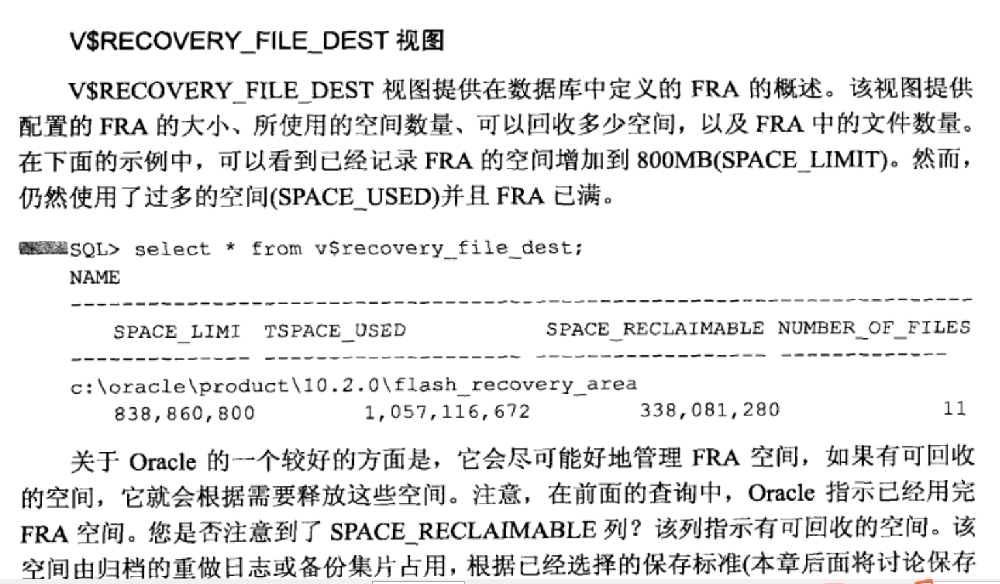 V$RECOVERY_FILE_DEST 视图
V$RECOVERY_FILE_DEST 视图提供在数据库中定义的 FRA 的概述。该视图提供
配置的 FRA 的大小、所使用的空间数量、可以回收多少空间，以及 FRA 中的文件数量。
在下面的示例中，可以看到已经记录 FRA 的空间增加到 800MB(SPACE_LIMIT)。然而，
仍然使用了过多的空间(SPACE_USED)并且 FRA 已满。
SQL> select * from v$recovery_file_dest;
NAME
--------------------------------------------------------------------
SPACE_LIMI TSPACE_USED SPACE_RECLAIMABLE NUMBER_OF_FILES
-------------- -------------------- ------------------ -------------
c:\oracle\product\10.2.0\flash_recovery_area
838,860,800 1,057,116,672 338,081,280 11
关于 Oracle 的一个较好的方面是，它会尽可能好地管理 FRA 空间，如果有可回收
的空间，它就会根据需要释放这些空间。注意，在前面的查询中，Oracle 指示已经用完
FRA 空间。您是否注意到了 SPACE_RECLAIMABLE 列？该列指示有可回收的空间。该
空间由归档的重做日志或备份集片占用，根据已经选择的保存标准(本章后面将讨论保存